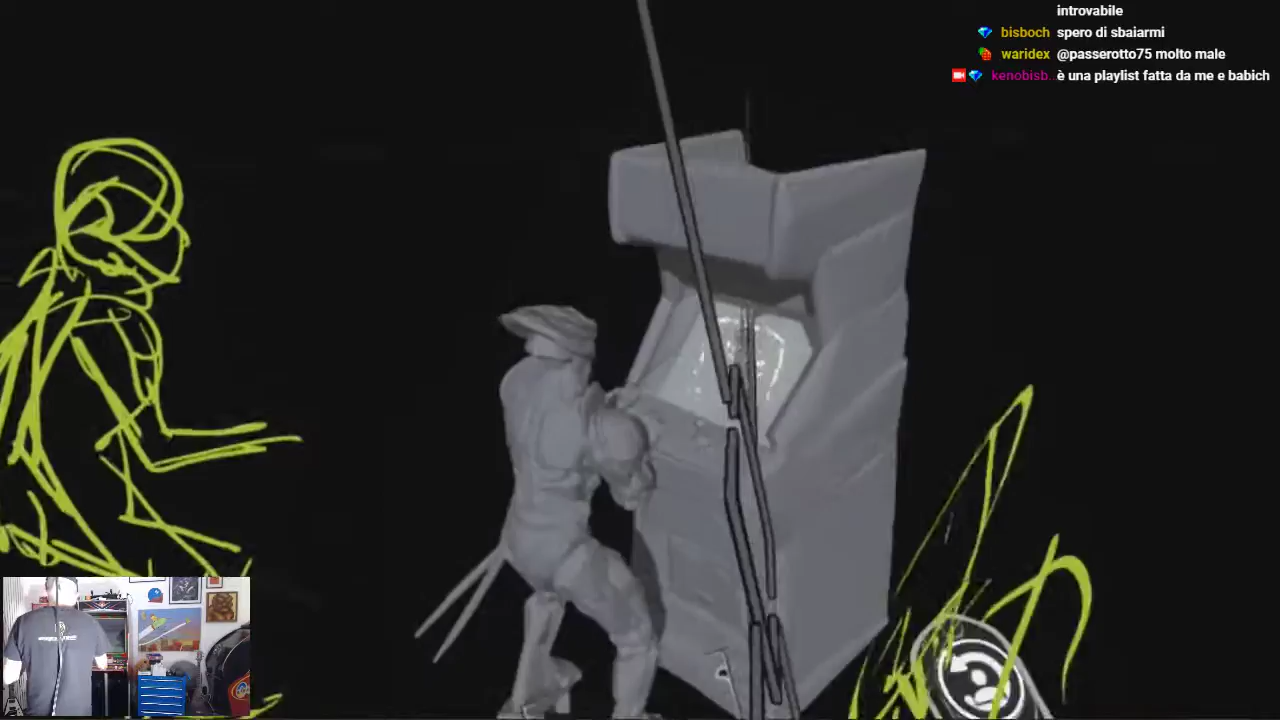 introvabile
bisboch spero di sbaiarmi
waridex @passerotto75 molto male
kenobisb...è una playlist fatta da me e babich